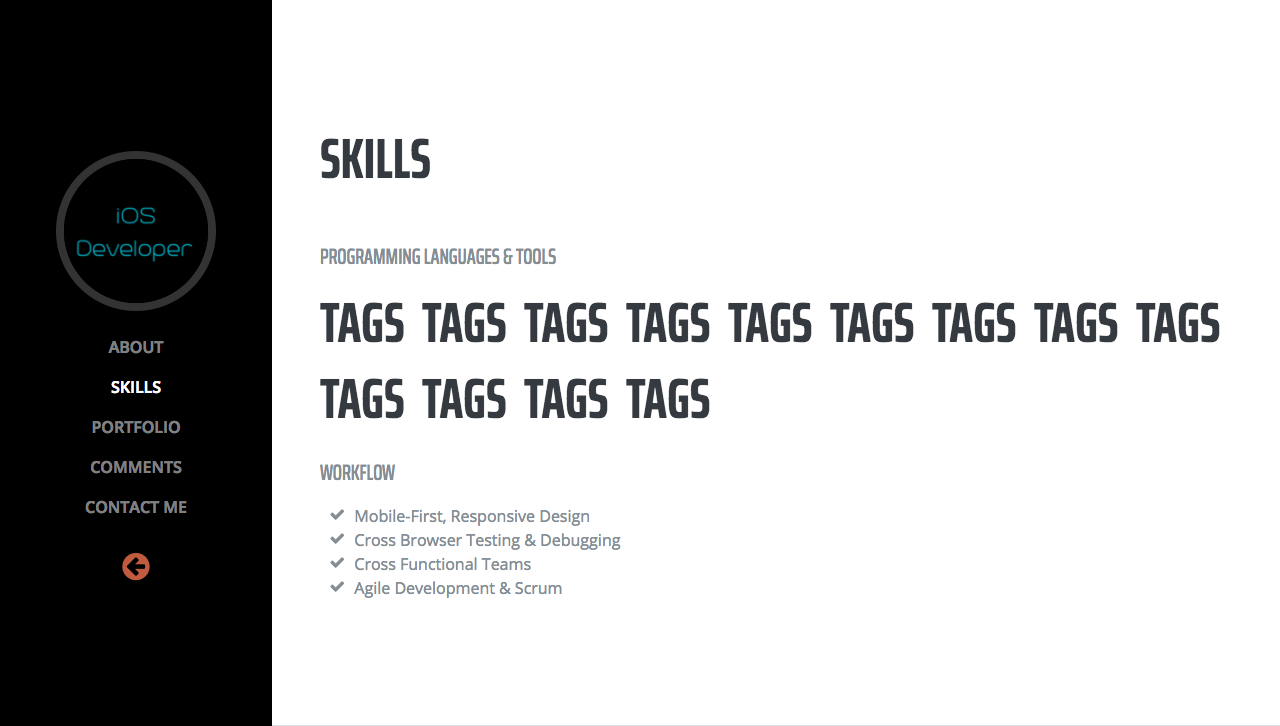 iOS
Developer
ABOUT
SKILLS
PORTFOLIO
COMMENTS
CONTACT ME
SKILLS
PROGRAMMING LANGUAGES & TOOLS
TAGS TAGS TAGS TAGS TAGS TAGS TAGS TAGS TAGS
TAGS TAGS TAGS TAGS
WORKFLOW
Mobile-First, Responsive Design
Cross Browser Testing & Debugging
Cross Functional Teams
Agile Development & Scrum